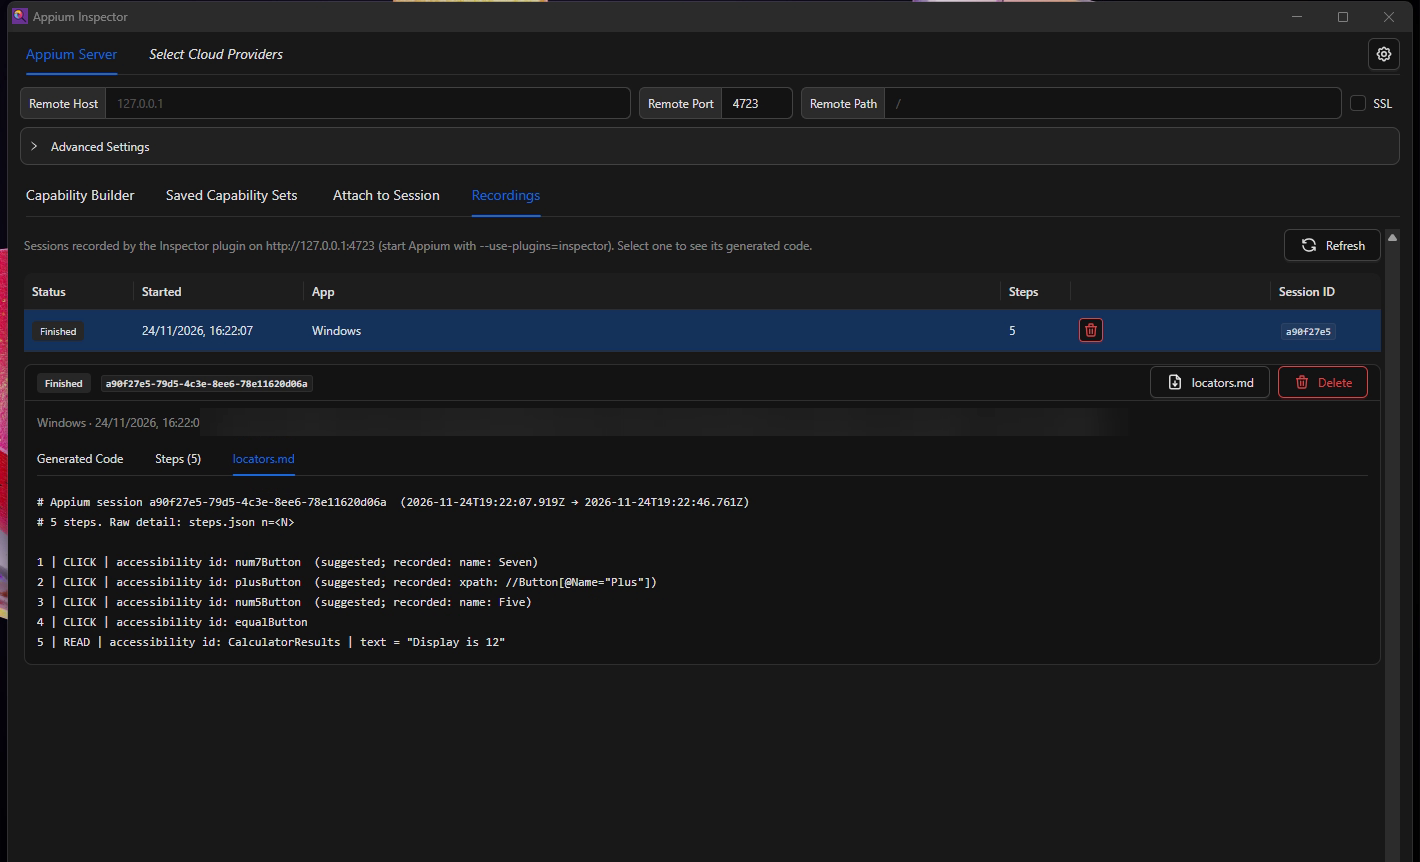 Appium Inspector
Appium Server Select Cloud Providers
Remote Host 127.0.0.1 Remote Port 4723 Remote Path / SSL
Advanced Settings
Capability Builder Saved Capability Sets Attach to Session Recordings
Sessions recorded by the Inspector plugin on http://127.0.0.1:4723 (start Appium with --use-plugins=inspector). Select one to see its generated code. Refresh
Status Started App Steps Session ID
Finished 24/11/2026, 16:22:07 Windows 5 a90f27e5
Finished a90f27e5-79d5-4c3e-8ee6-78e11620d06a locators.md Delete
Windows · 24/11/2026, 16:22:0
Generated Code Steps (5) locators.md
# Appium session a90f27e5-79d5-4c3e-8ee6-78e11620d06a (2026-11-24T19:22:07.919Z → 2026-11-24T19:22:46.761Z)
# 5 steps. Raw detail: steps.json n=<N>
1 | CLICK | accessibility id: num7Button (suggested; recorded: name: Seven)
2 | CLICK | accessibility id: plusButton (suggested; recorded: xpath: //Button[@Name="Plus"])
3 | CLICK | accessibility id: num5Button (suggested; recorded: name: Five)
4 | CLICK | accessibility id: equalButton
5 | READ | accessibility id: CalculatorResults | text = "Display is 12"